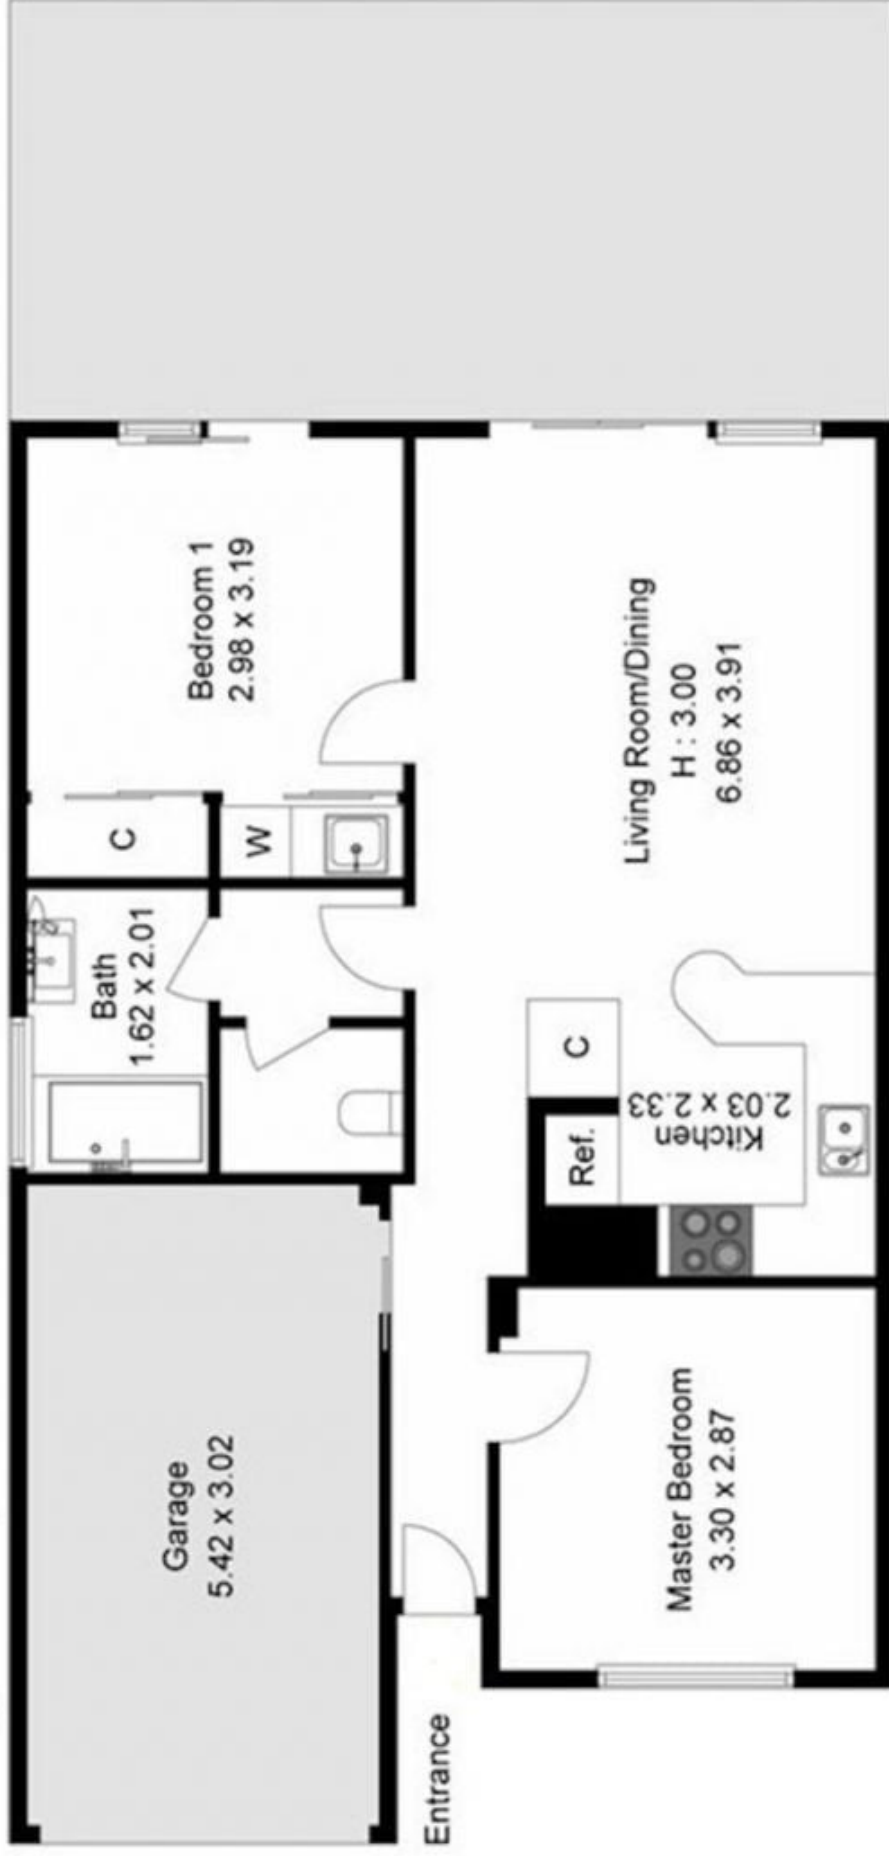 Garage
5.42 x 3.02
Bath
1.62 x 2.01
C
Bedroom 1
2.98 x 3.19
W
Entrance
Ref.
C
Living Room/Dining
H : 3.00
6.86 x 3.91
Master Bedroom
3.30 x 2.87
Kitchen
2.03 x 2.33